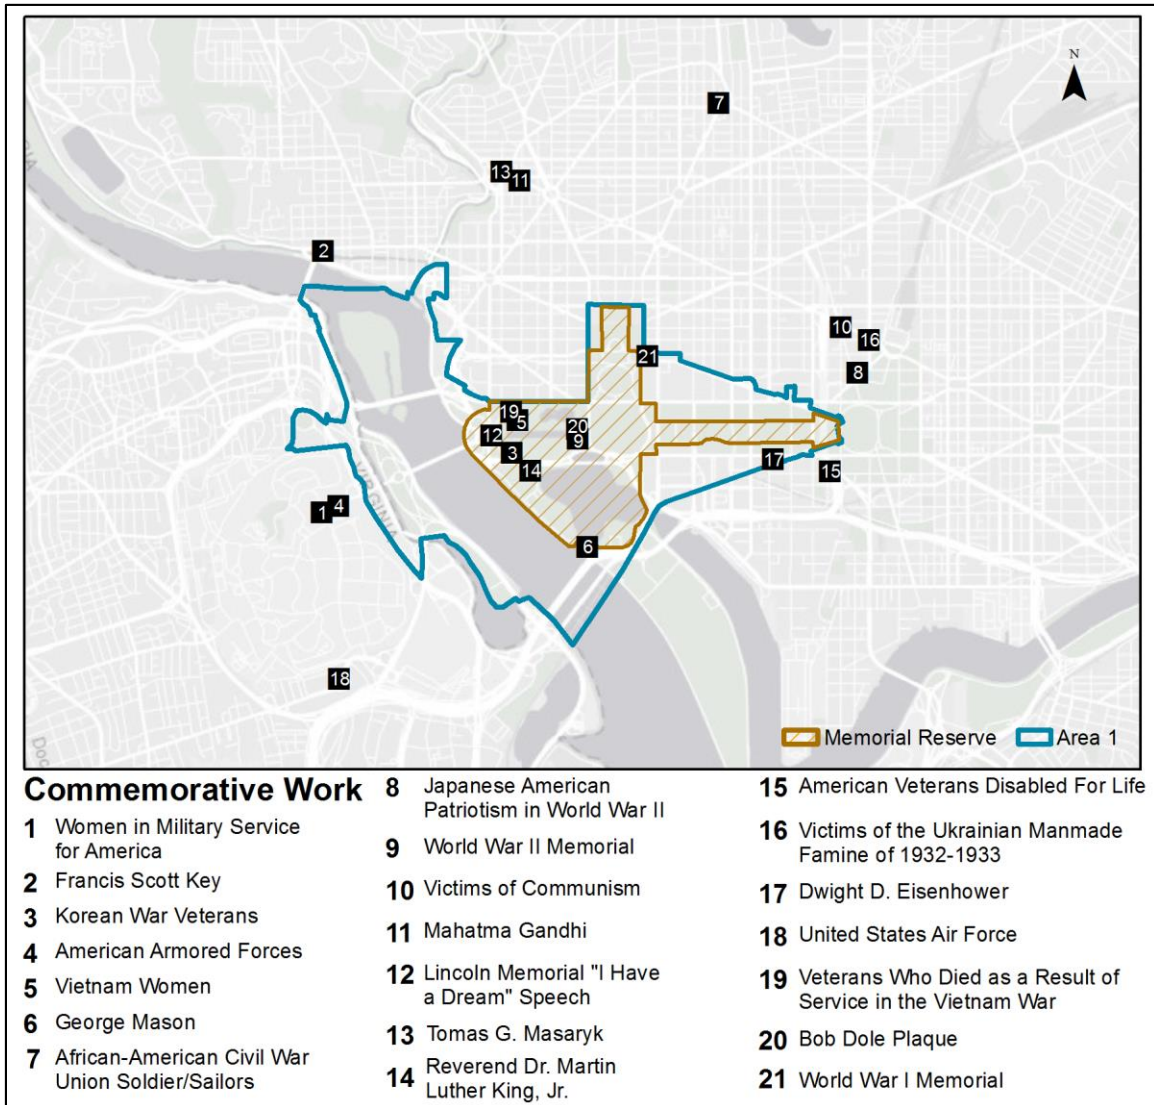 N
7
13
11
2
10
16
8
21
19
5
20
12
9
3
14
17
15
4
1
6
18
VIRGINIA
Memorial Reserve
Area 1
Commemorative Work
1 Women in Military Service
for America
2 Francis Scott Key
3 Korean War Veterans
4 American Armored Forces
5 Vietnam Women
6 George Mason
7 African-American Civil War
Union Soldier/Sailors
8 Japanese American
Patriotism in World War II
9 World War II Memorial
10 Victims of Communism
11 Mahatma Gandhi
12 Lincoln Memorial "I Have
a Dream" Speech
13 Tomas G. Masaryk
14 Reverend Dr. Martin
Luther King, Jr.
15 American Veterans Disabled For Life
16 Victims of the Ukrainian Manmade
Famine of 1932-1933
17 Dwight D. Eisenhower
18 United States Air Force
19 Veterans Who Died as a Result of
Service in the Vietnam War
20 Bob Dole Plaque
21 World War I Memorial